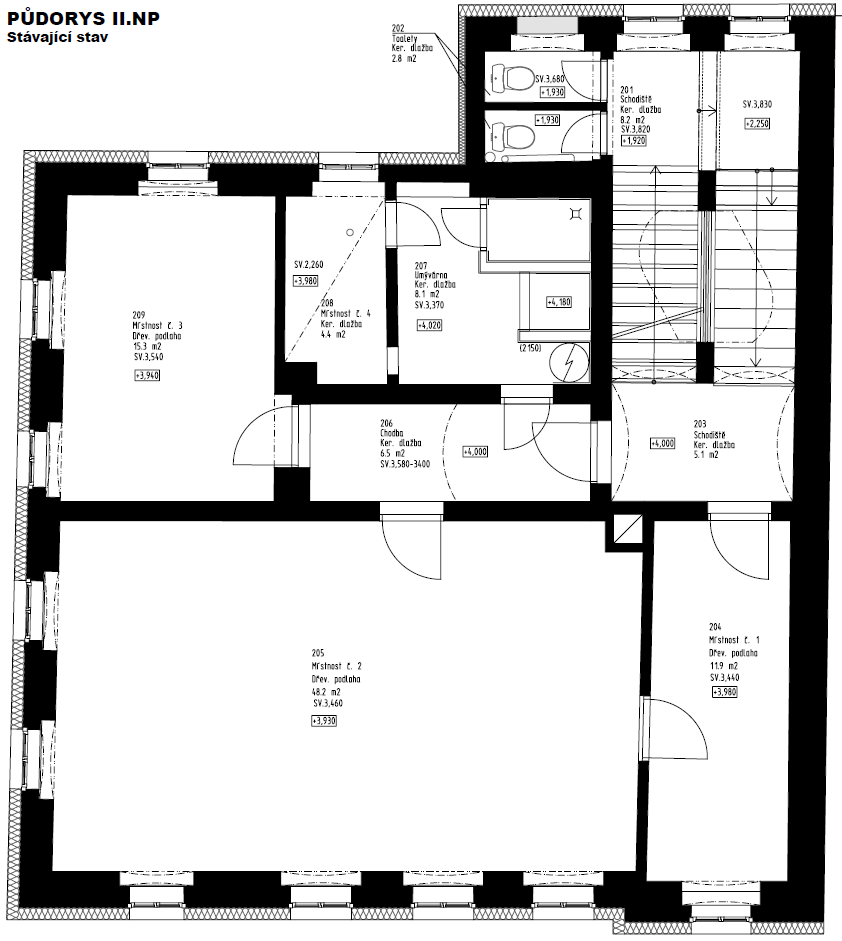 PŮDORYS II.NP
Stávající stav
202
Toalety
Ker. dlažba
2.8 m2
SV.3,680
+1,930
+1,930
201
Schodiště
Ker. dlažba
8.2 m2
SV.3,820
+1,920
SV.3,830
+2,250
209
Místnost č. 3
Dřev. podlaha
15.3 m2
SV.3,540
+3,940
SV.2,260
+3,980
208
Místnost č. 4
Ker. dlažba
4.4 m2
207
Umývárna
Ker. dlažba
8.1 m2
SV.3,370
+4,020
+4,180
(2150)
206
Chodba
Ker. dlažba
6.5 m2
SV.3,580-3400
+4,000
+4,000
203
Schodiště
Ker. dlažba
5.1 m2
205
Místnost č. 2
Dřev. podlaha
48.2 m2
SV.3,460
+3,930
204
Místnost č. 1
Dřev. podlaha
11.9 m2
SV.3,440
+3,980